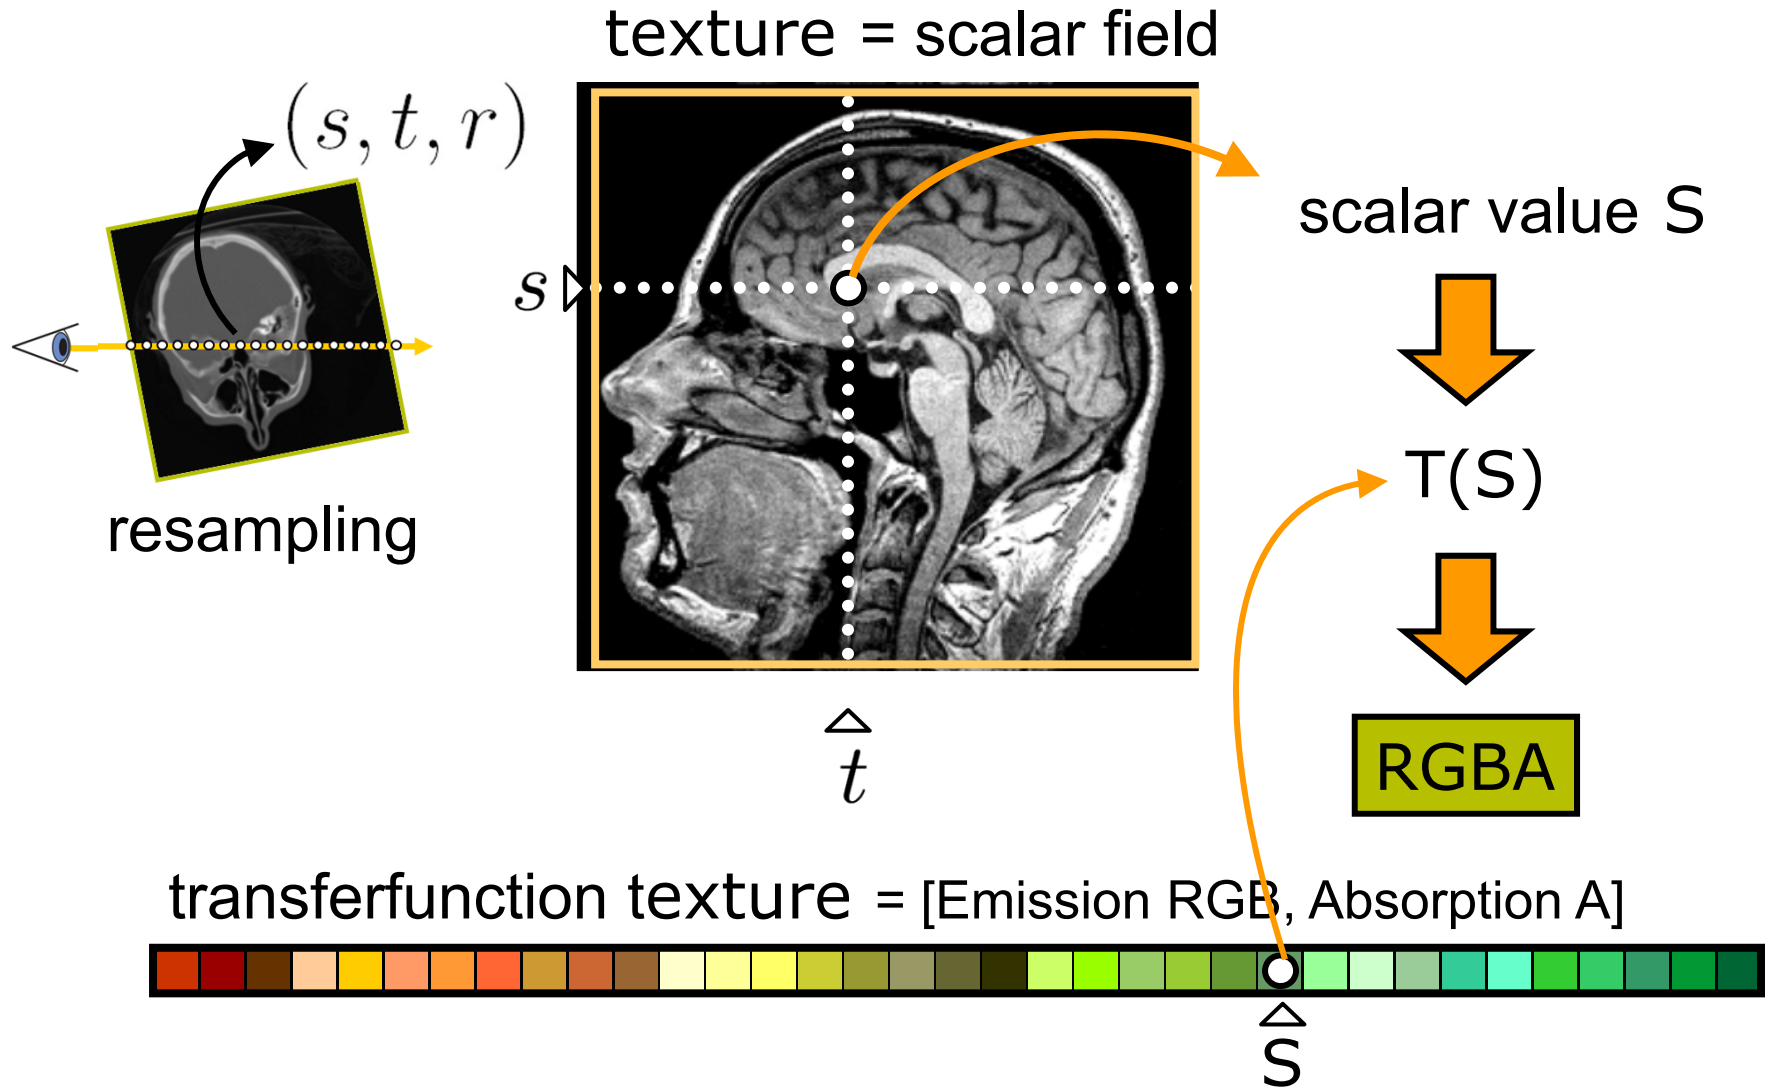 texture = scalar field
(s, t, r)
scalar value S
s
T(S)
resampling
t
RGBA
transferfunction texture = [Emission RGB, Absorption A]
S